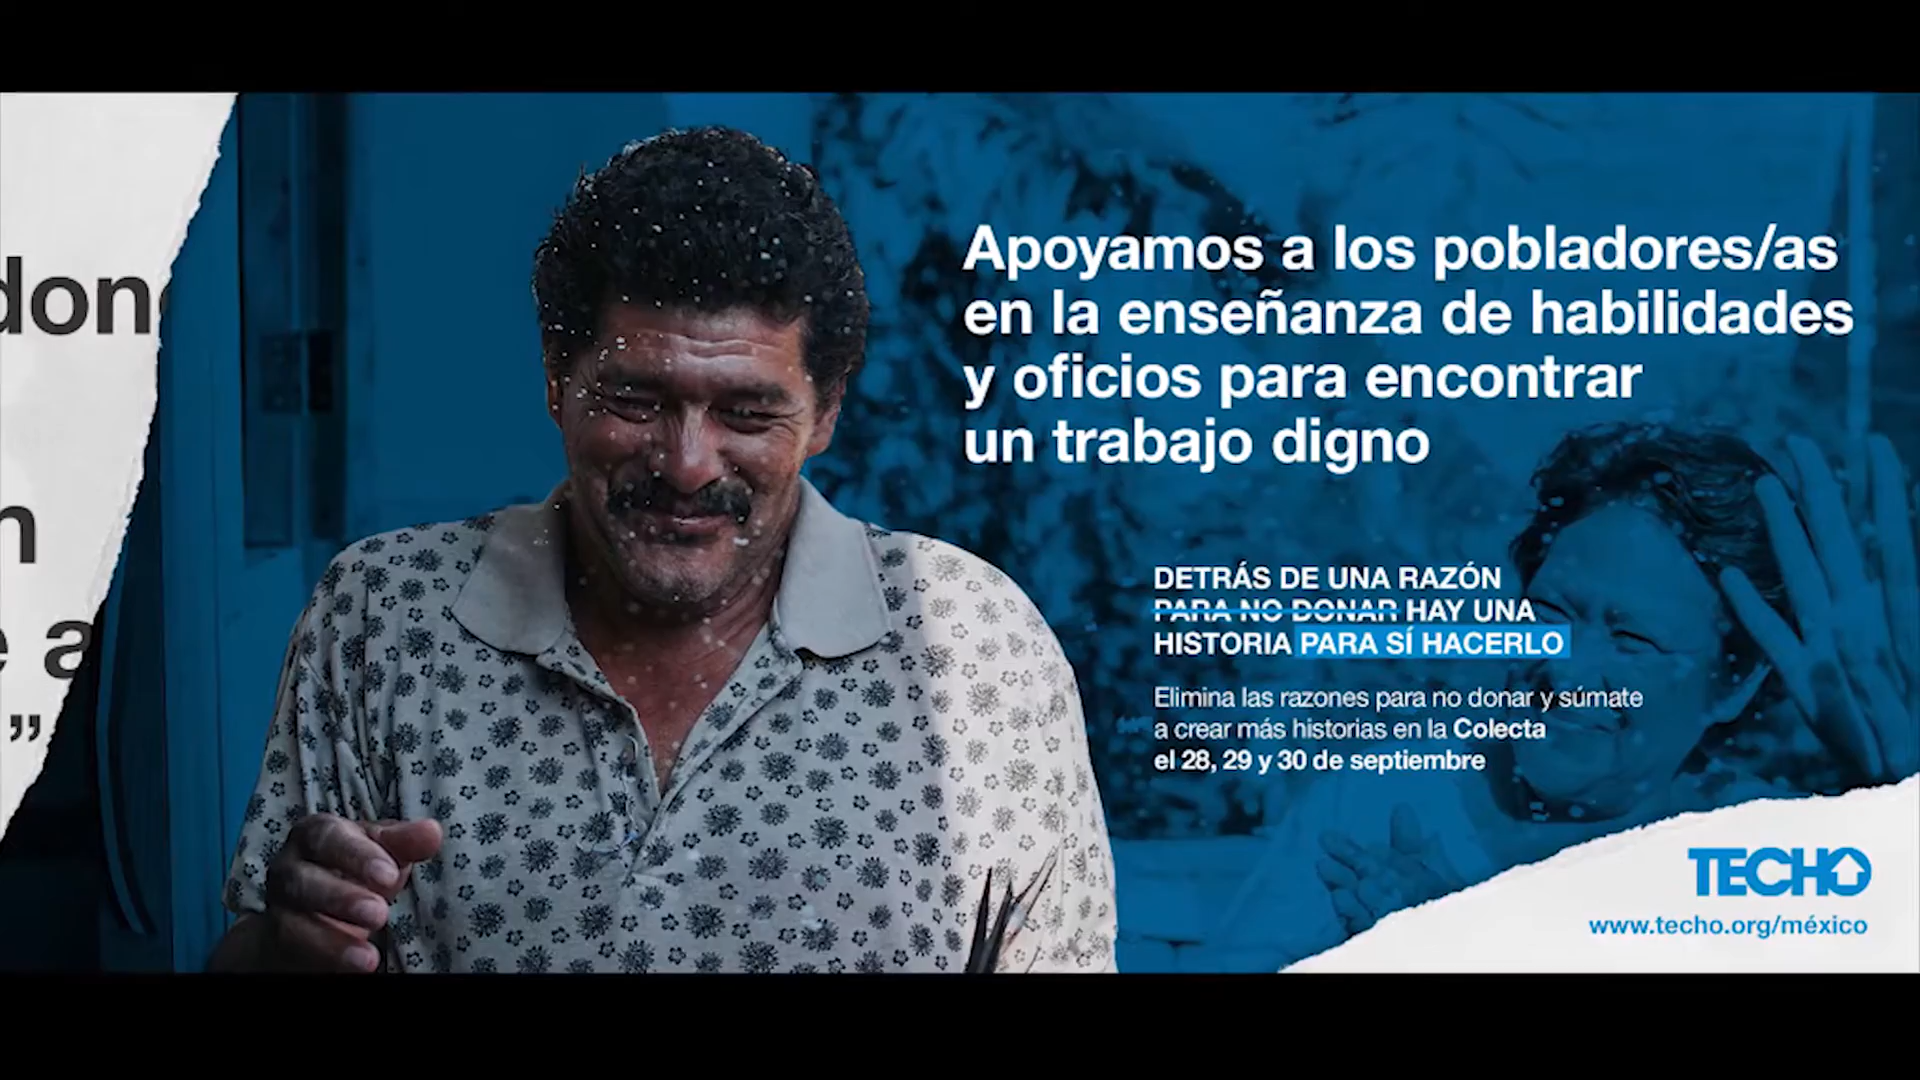 Apoyamos a los pobladores/as
en la enseñanza de habilidades
y oficios para encontrar
un trabajo digno
DETRÁS DE UNA RAZÓN
PARA NO DONAR HAY UNA
HISTORIA PARA SÍ HACERLO
Elimina las razones para no donar y súmate
a crear más historias en la Colecta
el 28, 29 y 30 de septiembre
TECHO
www.techo.org/méxico